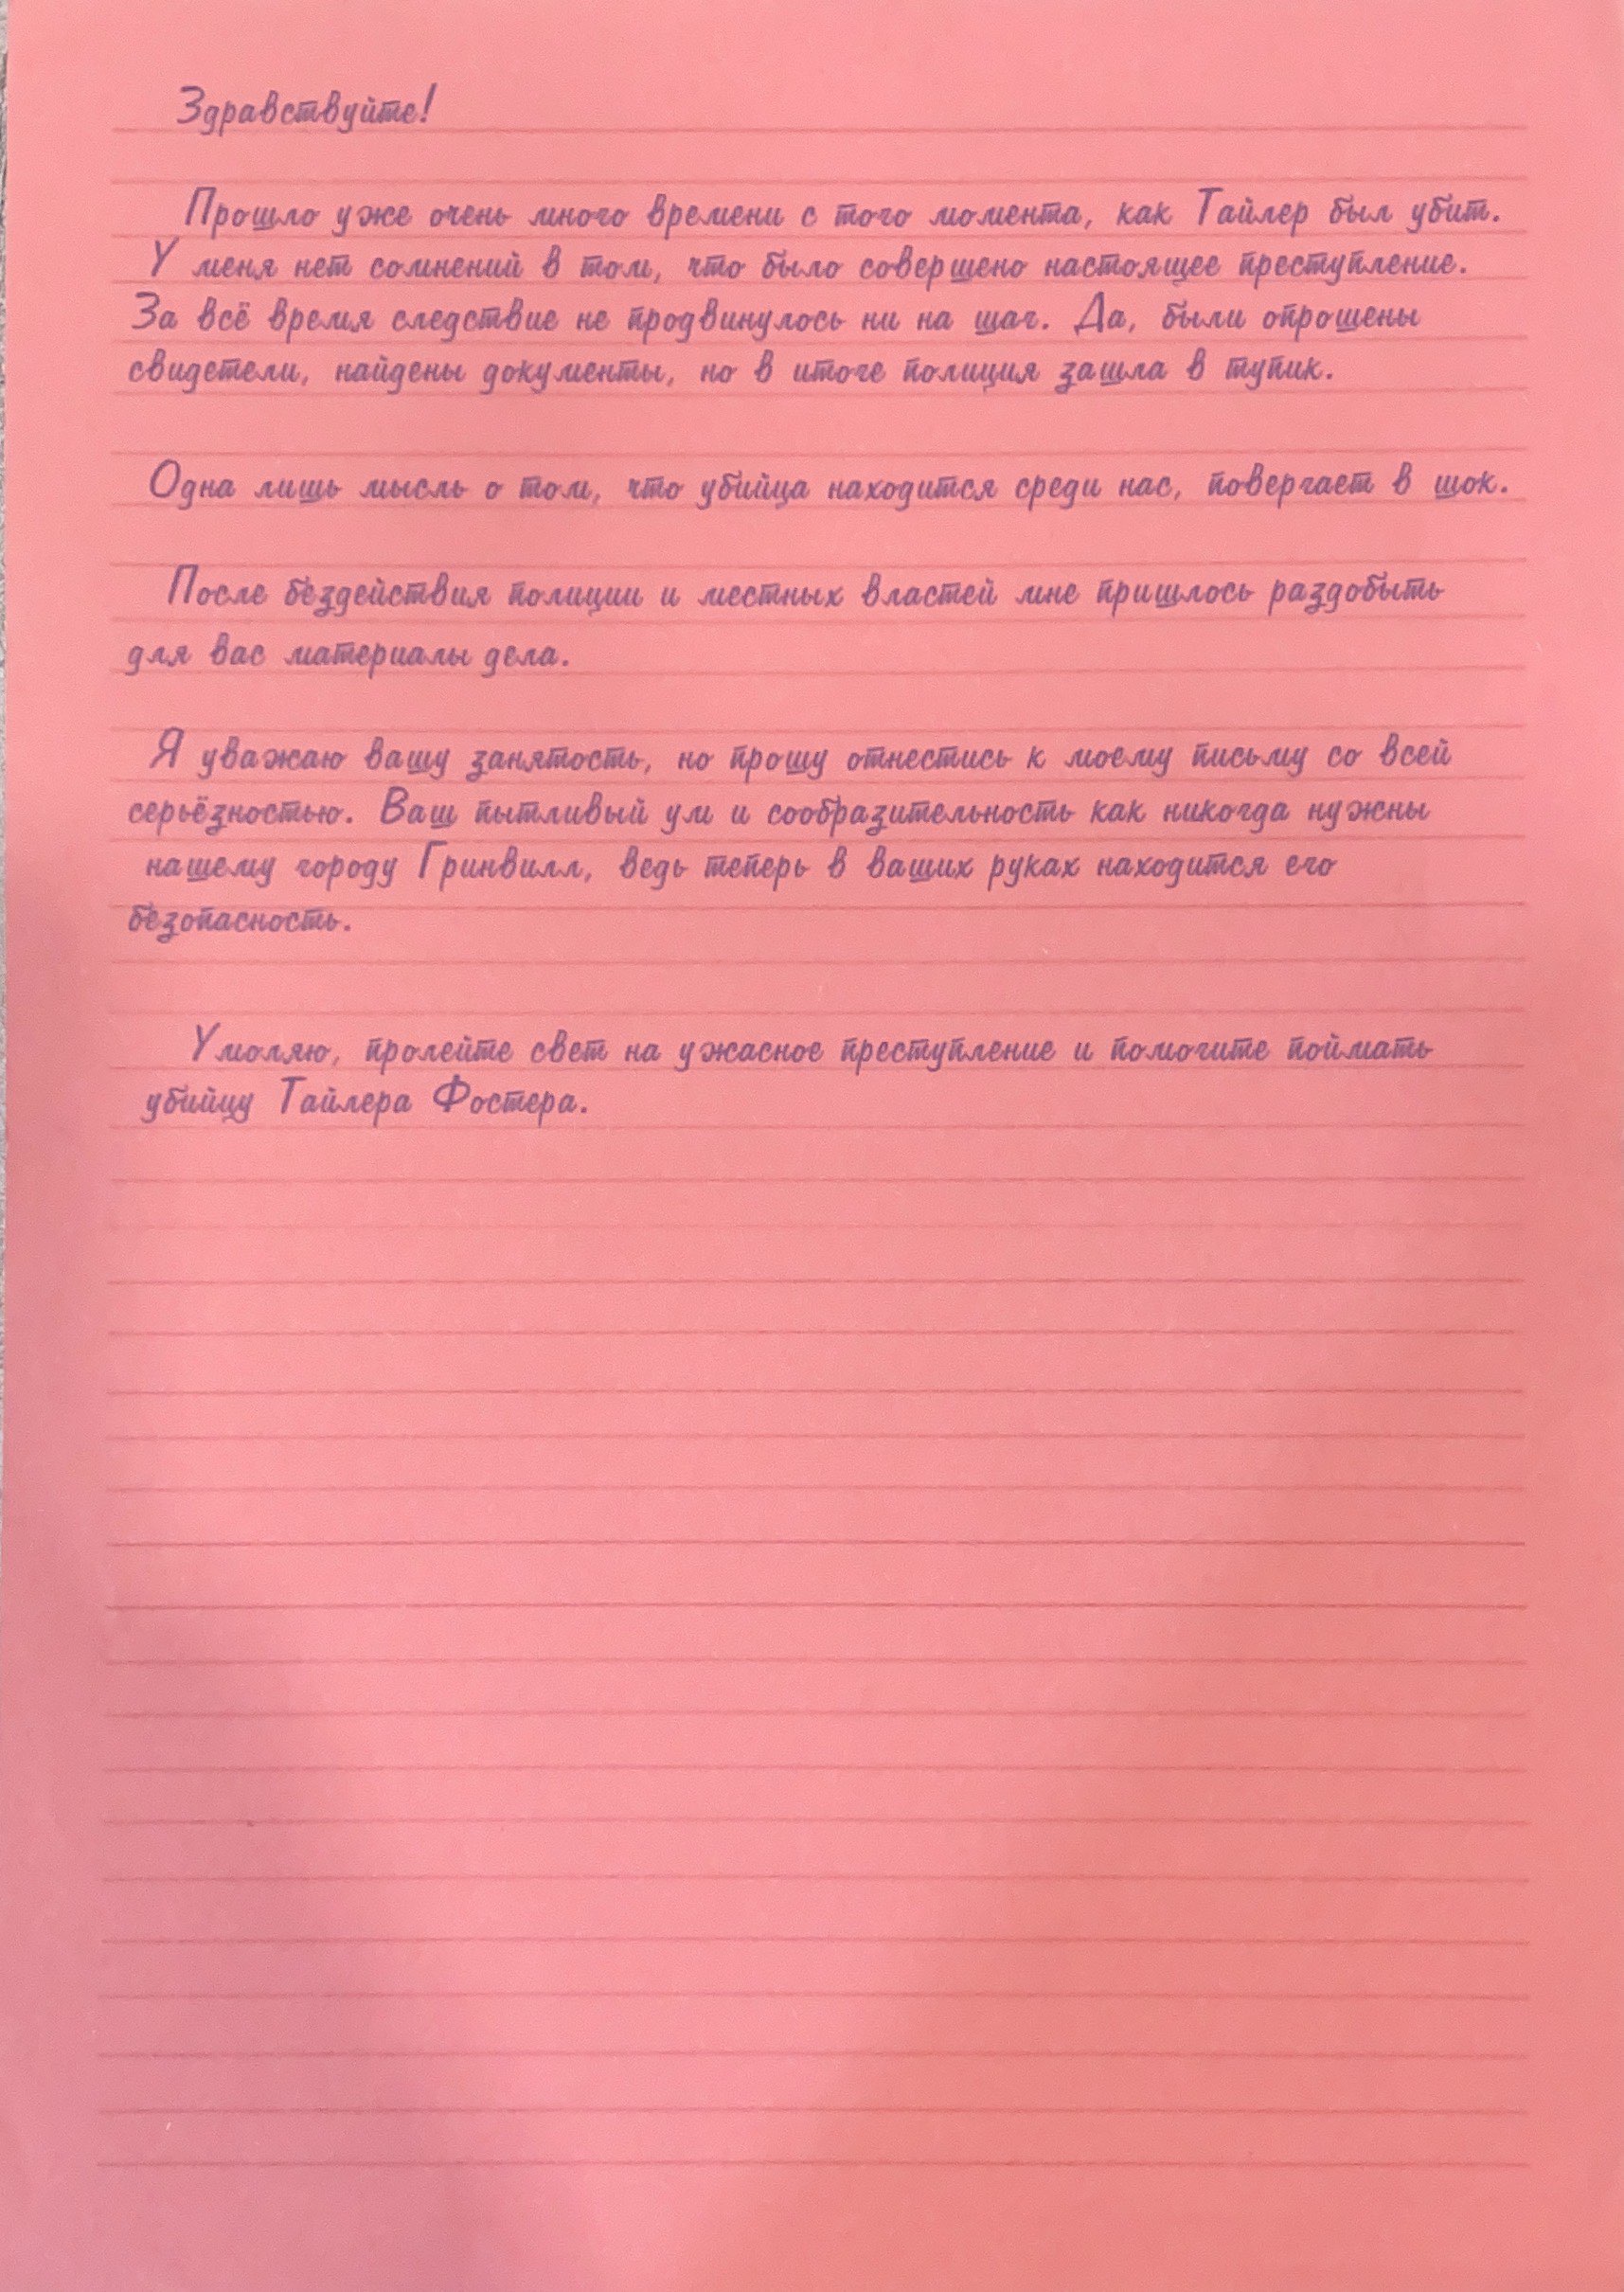 Здравствуйте!
Прошло уже очень много времени с того момента, как Тайлер был убит.
У меня нет сомнений в том, что было совершено настоящее преступление.
За всё время следствие не продвинулось ни на шаг. Да, были опрошены
свидетели, найдены документы, но в итоге полиция зашла в тупик.
Одна лишь мысль о том, что убийца находится среди нас, повергает в шок.
После бездействия полиции и местных властей мне пришлось раздобыть
для вас материалы дела.
Я уважаю вашу занятость, но прошу отнестись к моему письму со всей
серьёзностью. Ваш пытливый ум и сообразительность как никогда нужны
нашему городу Гринвилл, ведь теперь в ваших руках находится его
безопасность.
Умоляю, пролейте свет на ужасное преступление и помогите поймать
убийцу Тайлера Фостера.